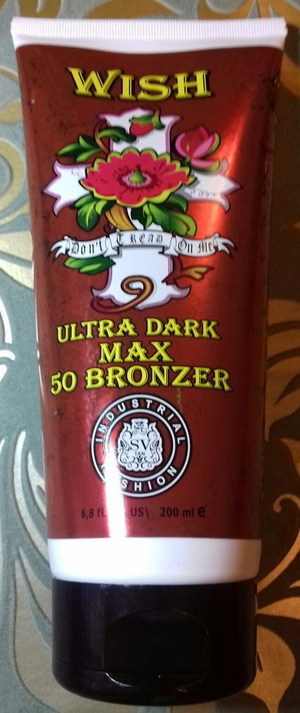 WISH
Don't TREAD On Me
9
ULTRA DARK
MAX
50 BRONZER
INDUSTRIAL
SV
FASHION
6,8 fl. US\ 200 ml e